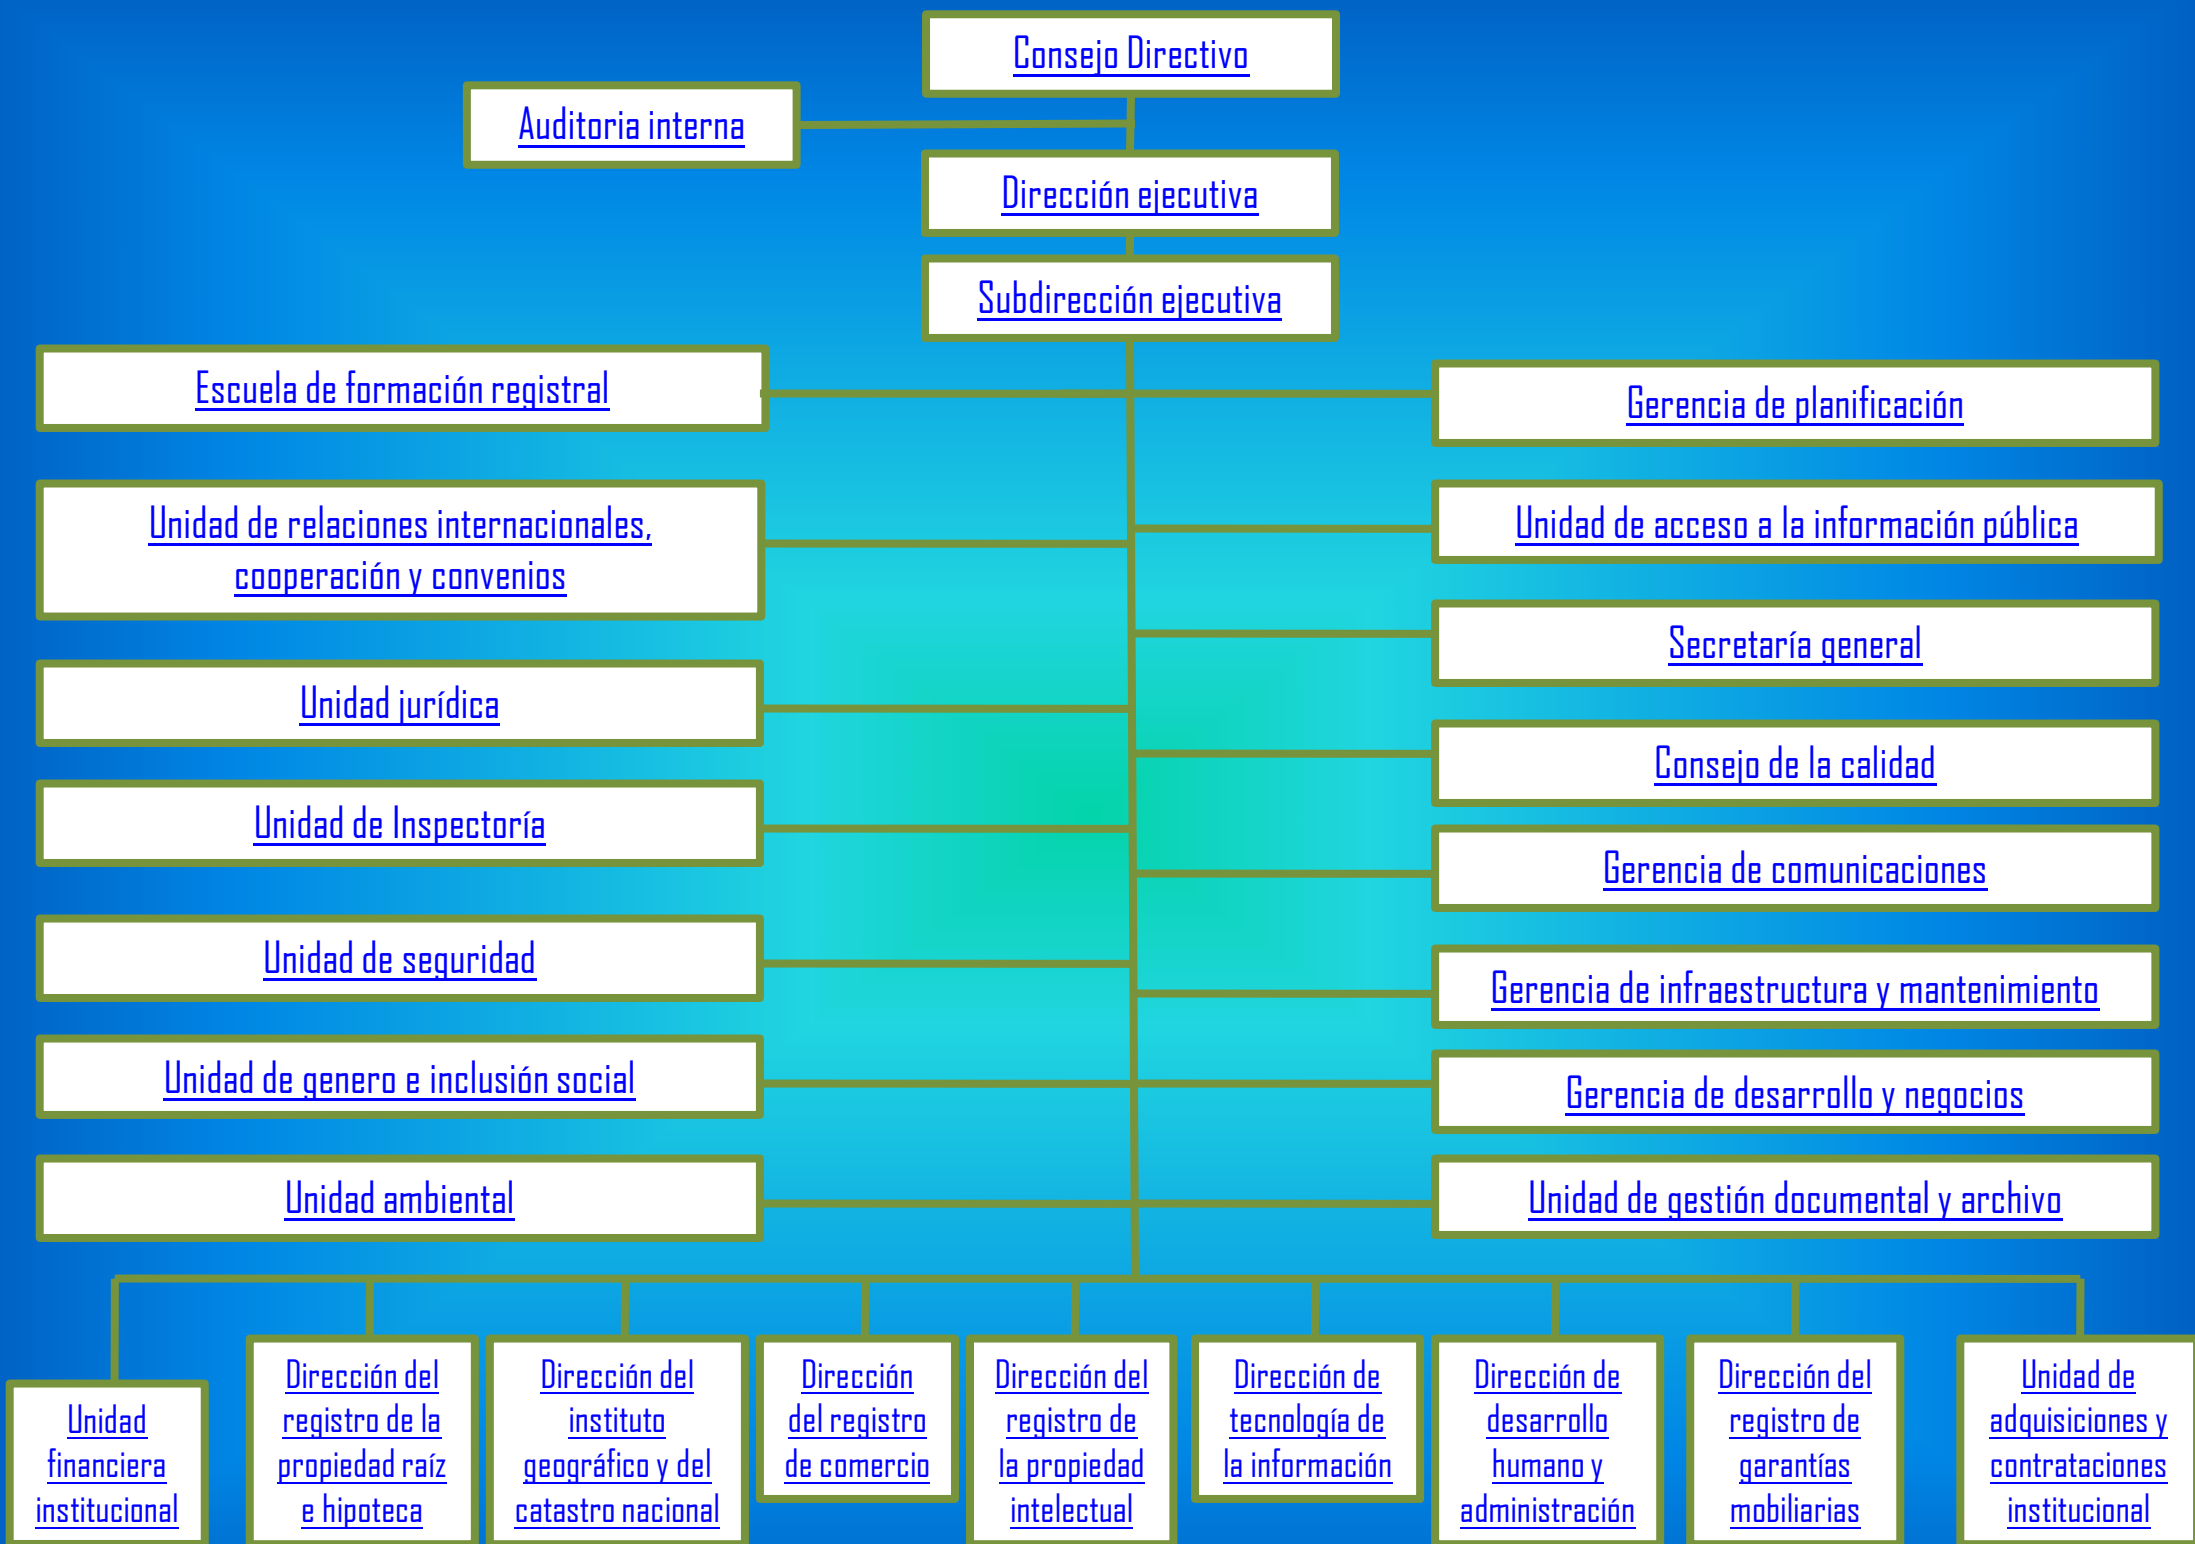 Consejo Directivo
Auditoria interna
Dirección ejecutiva
Subdirección ejecutiva
Escuela de formación registral
Gerencia de planificación
Unidad de relaciones internacionales,
cooperación y convenios
Unidad de acceso a la información pública
Secretaría general
Unidad jurídica
Consejo de la calidad
Unidad de Inspectoría
Gerencia de comunicaciones
Unidad de seguridad
Gerencia de infraestructura y mantenimiento
Unidad de genero e inclusión social
Gerencia de desarrollo y negocios
Unidad ambiental
Unidad de gestión documental y archivo
Unidad
financiera
institucional
Dirección del
registro de la
propiedad raíz
e hipoteca
Dirección del
instituto
geográfico y del
catastro nacional
Dirección
del registro
de comercio
Dirección del
registro de
la propiedad
intelectual
Dirección de
tecnología de
la información
Dirección de
desarrollo
humano y
administración
Dirección del
registro de
garantías
mobiliarias
Unidad de
adquisiciones y
contrataciones
institucional